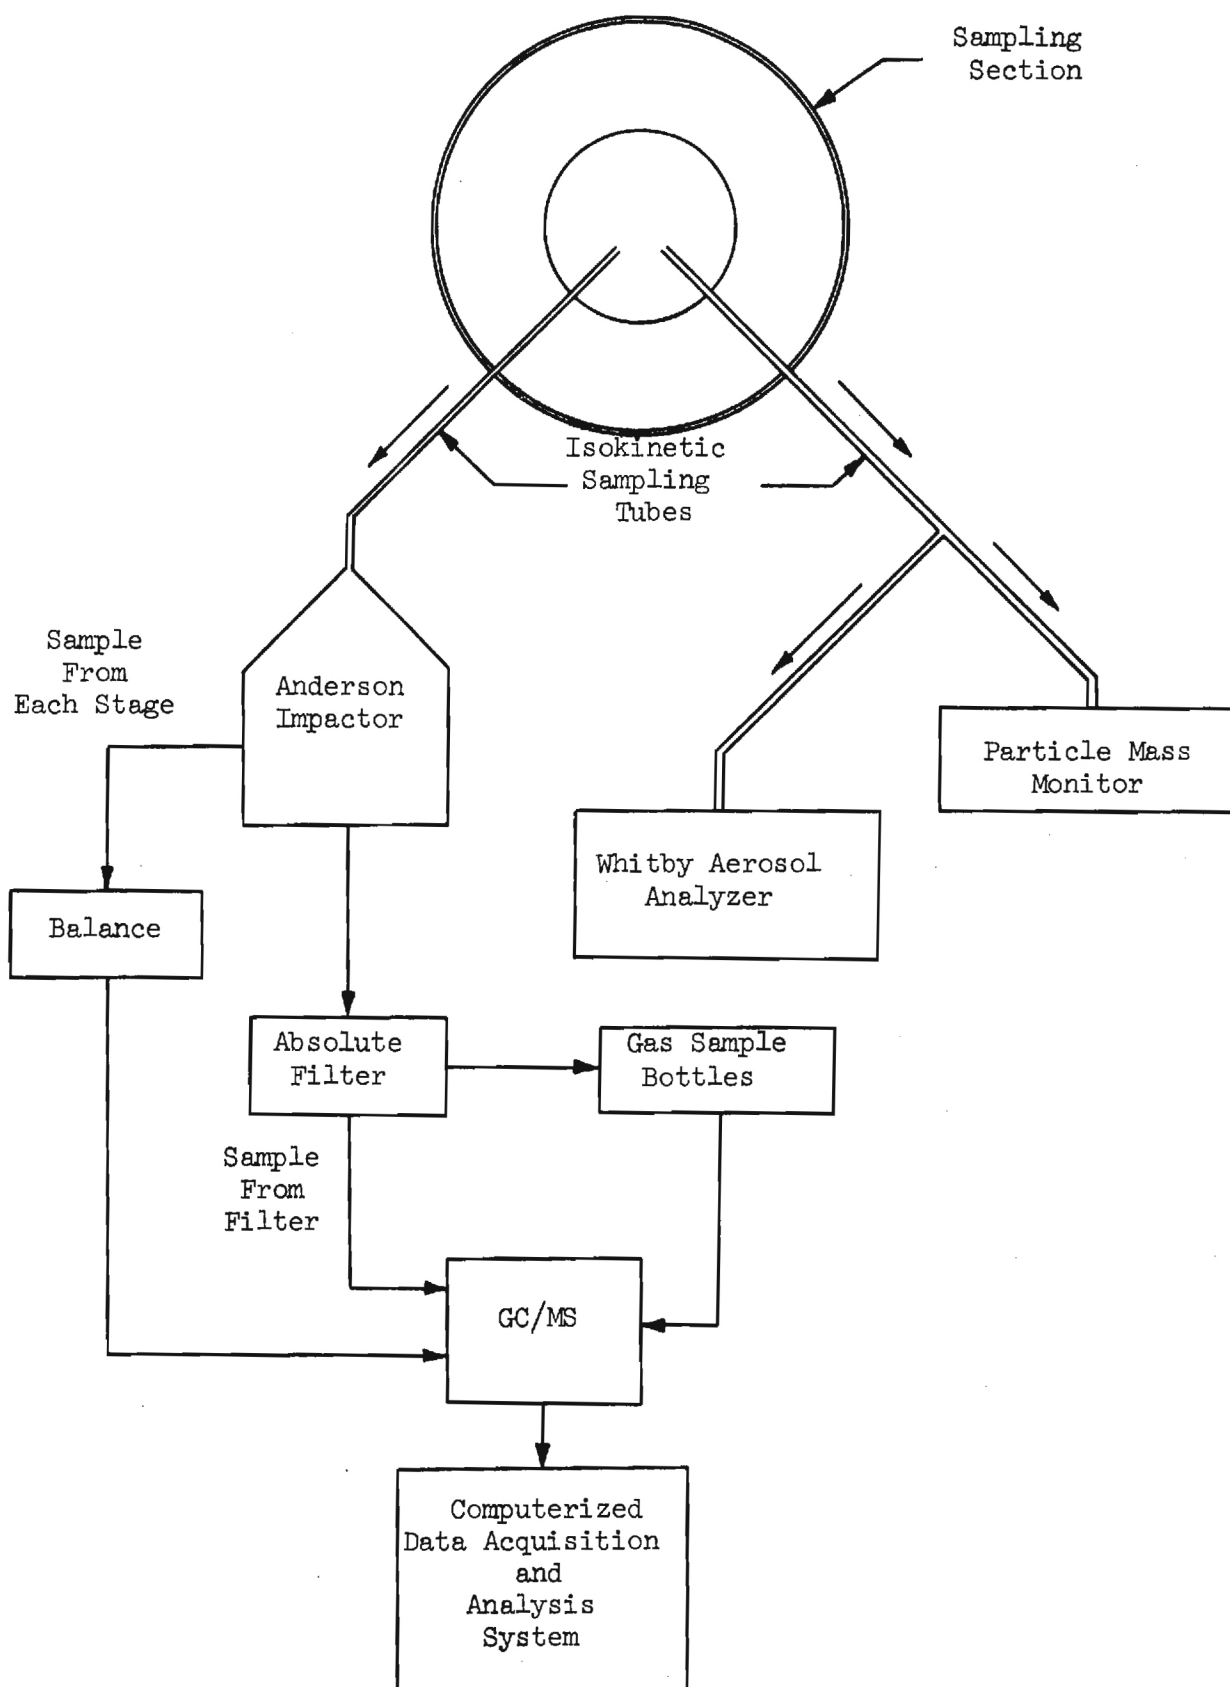 Sampling
Section
Isokinetic
Sampling
Tubes
Sample
From
Each Stage
Anderson
Impactor
Particle Mass
Monitor
Whitby Aerosol
Analyzer
Balance
Absolute
Filter
Gas Sample
Bottles
Sample
From
Filter
GC/MS
Computerized
Data Acquisition
and
Analysis
System